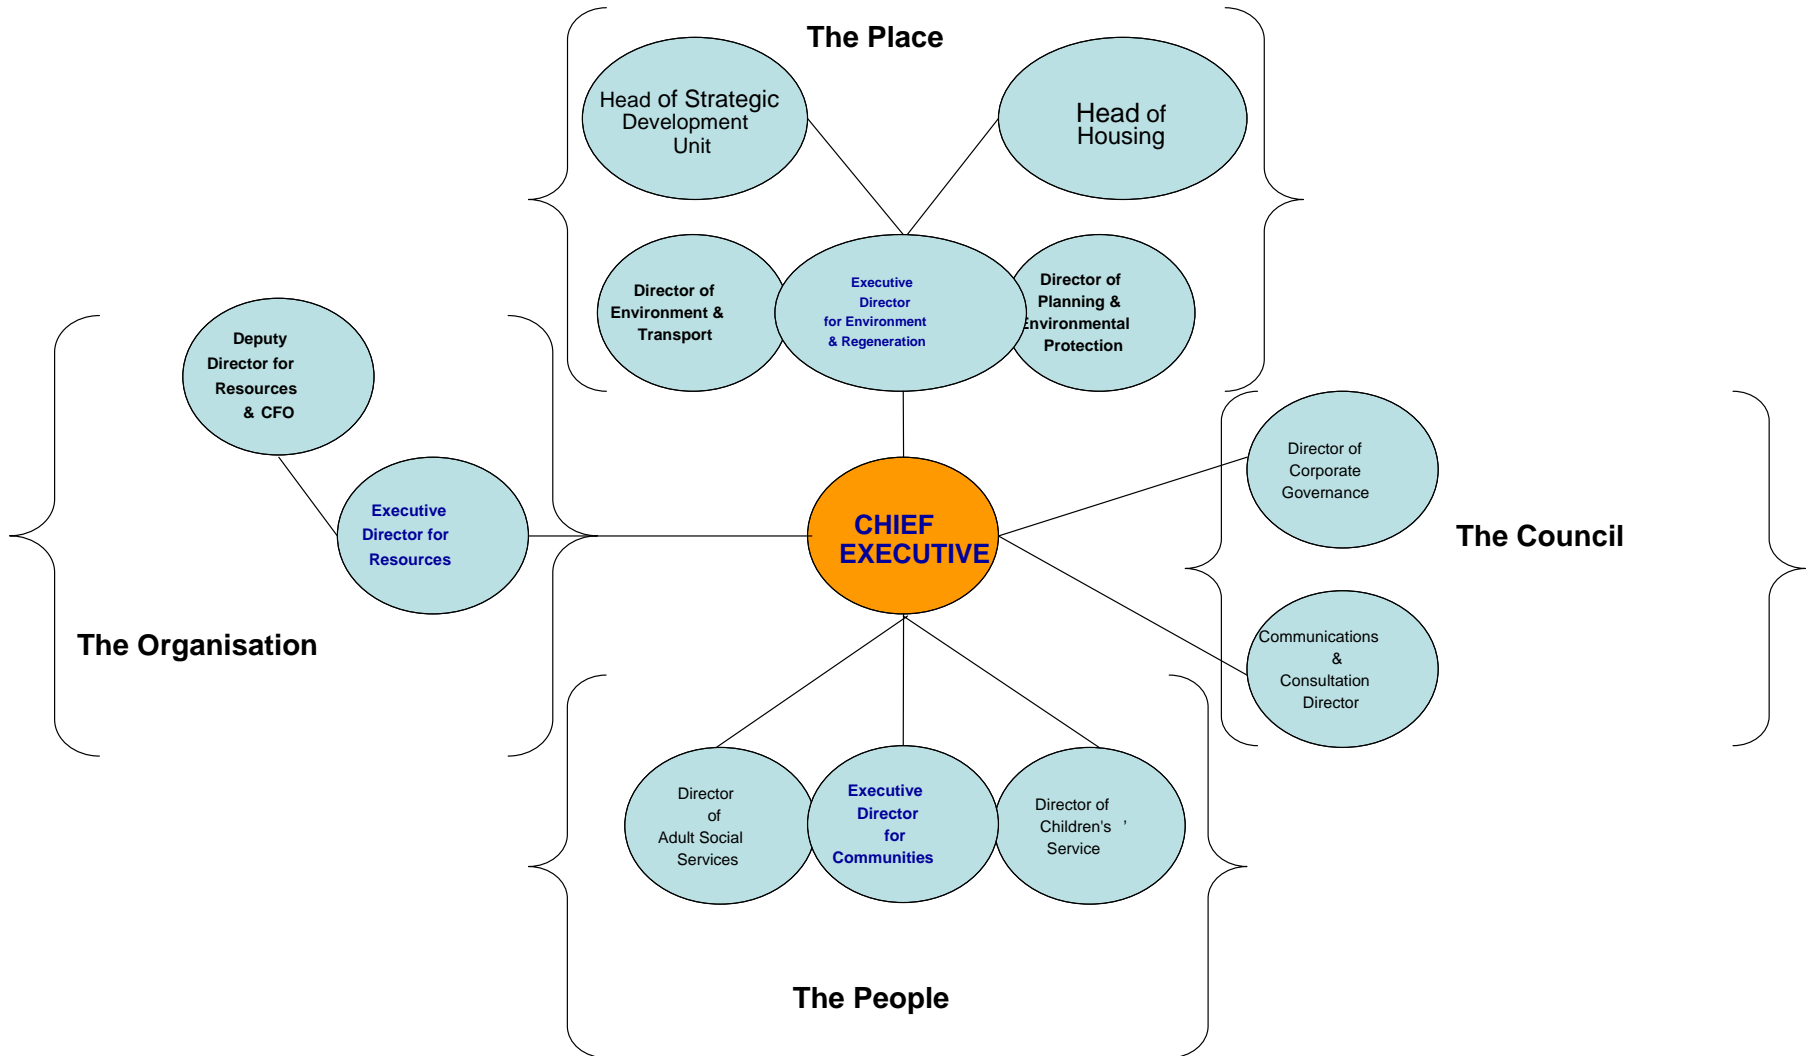 The Place
Head of Strategic
Development
Unit
Head of
Housing
Director of
Environment &
Transport
Executive
Director
for Environment
& Regeneration
Director of
Planning &
Environmental
Protection
Deputy
Director for
Resources
& CFO
Executive
Director for
Resources
The Organisation
CHIEF
EXECUTIVE
Director of
Corporate
Governance
The Council
Communications
&
Consultation
Director
Director
of
Adult Social
Services
Executive
Director
for
Communities
Director of
Children's '
Service
The People